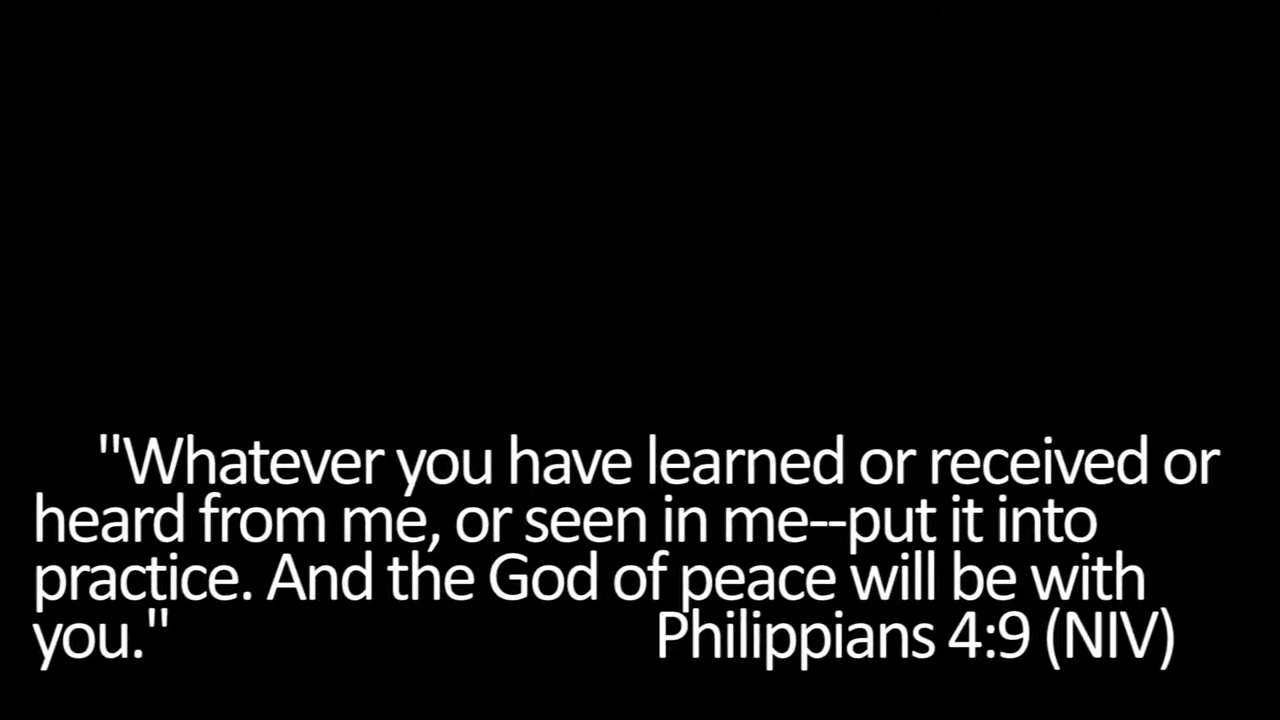 "Whatever you have learned or received or
heard from me, or seen in me--put it into
practice. And the God of peace will be with
you." Philippians 4:9 (NIV)